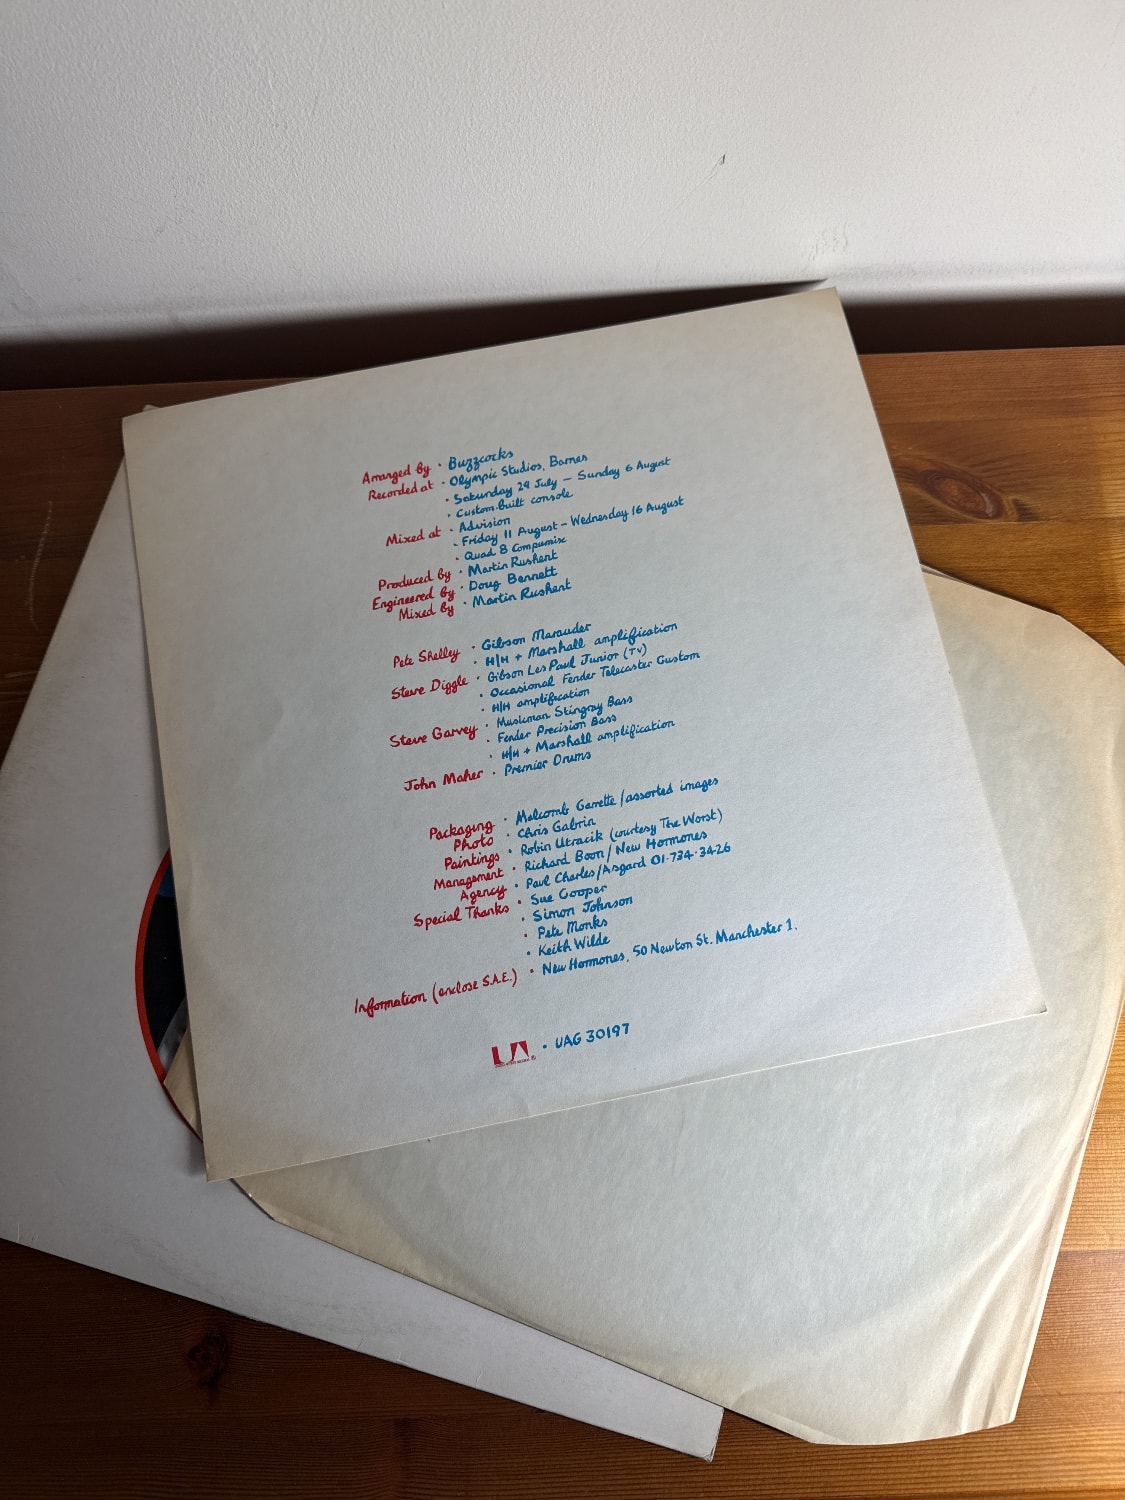 Arranged by · Buzzcocks
Recorded at · Olympic Studios, Barnes
· Saturday 29 July – Sunday 6 August
· Custom.built console
Mixed at · Advision
· Friday 11 August – Wednesday 16 August
· Quad 8 Compumix
Produced by · Martin Rushent
Engineered by · Doug Bennett
Mixed by · Martin Rushent
Pete Shelley · Gibson Marauder
· H|H + Marshall amplification
Steve Diggle · Gibson Les Paul Junior (TV)
· Occasional Fender Telecaster Custom
· H|H amplification
Steve Garvey · Musicman Stingray Bass
· Fender Precision Bass
· H|H + Marshall amplification
John Maher · Premier Drums
Packaging · Malcomb Garrette/assorted images
Photo · Chris Gabrin
Paintings · Robin Utracik (courtesy The Worst)
Management · Richard Boon/New Hormones
Agency · Paul Charles/Asgard 01·734·3426
Special Thanks · Sue Cooper
· Simon Johnson
· Pete Monks
· Keith Wilde
Information (enclose S.A.E.) · New Hormones, 50 Newton St. Manchester 1.
UA · UAG 30197